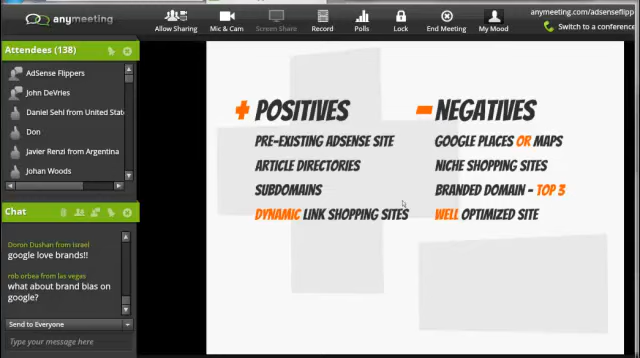 anymeeting
Allow Sharing
Mic & Cam
Screen Share
Record
Polls
Lock
End Meeting
My Mood
anymeeting.com/adsenseflippe
Switch to a conference
Attendees (138)
AdSense Flippers
John DeVries
Daniel Sehl from United State
Don
Javier Renzi from Argentina
Johan Woods
Chat
Doron Dushan from Israel
google love brands!!
rob orbea from las vegas
what about brand bias on
google?
Send to Everyone
Type your message here
+ POSITIVES
PRE-EXISTING ADSENSE SITE
ARTICLE DIRECTORIES
SUBDOMAINS
DYNAMIC LINK SHOPPING SITES
- NEGATIVES
GOOGLE PLACES OR MAPS
NICHE SHOPPING SITES
BRANDED DOMAIN - TOP 3
WELL OPTIMIZED SITE